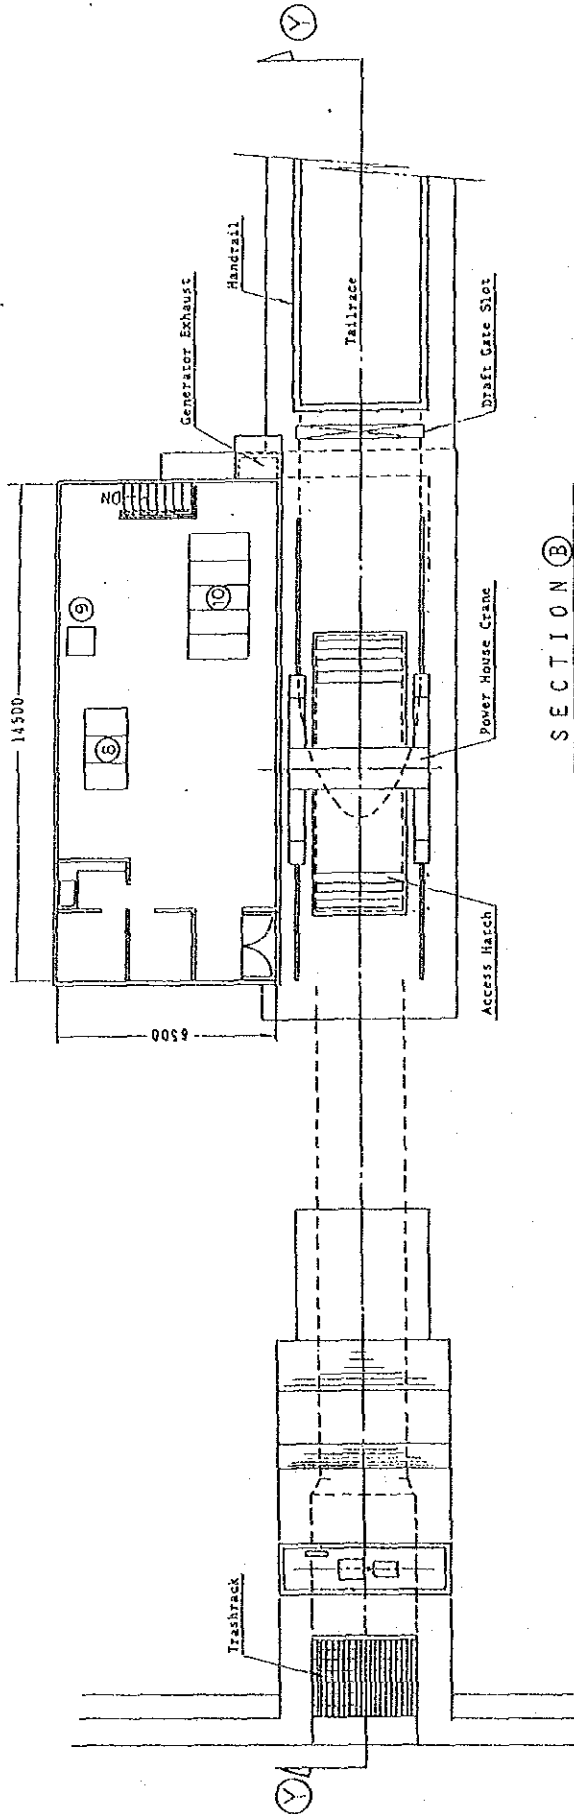 Y
Generator Exhaust
Handrail
Tailrace
Draft Gate Slot
14500
DN
9
10
8
6500
Power House Crane
Access Hatch
SECTION B
Trashrack
Y